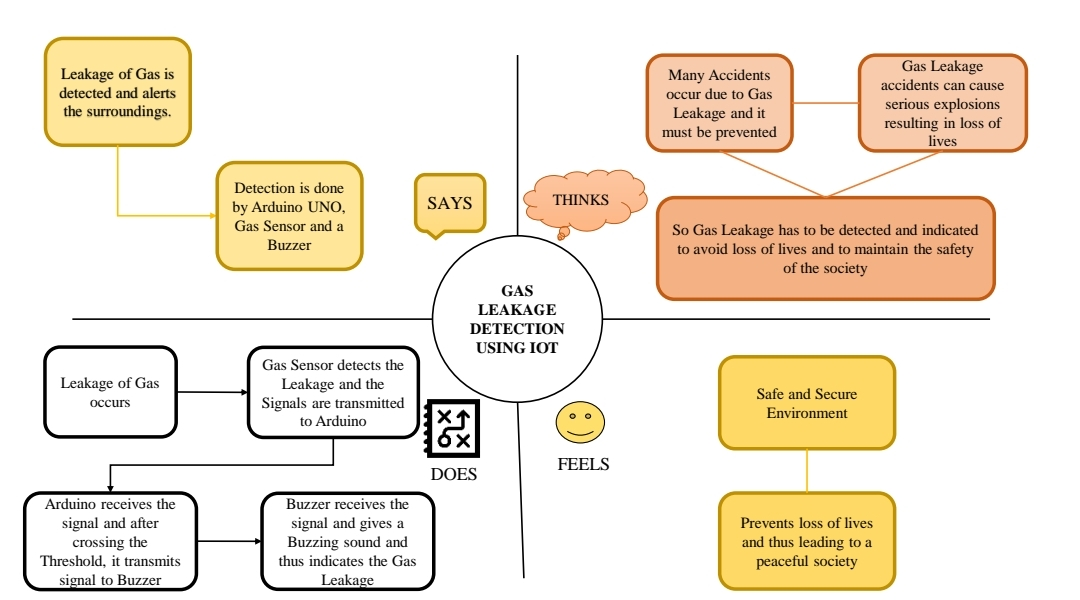 Leakage of Gas is
detected and alerts
the surroundings.
Detection is done
by Arduino UNO,
Gas Sensor and a
Buzzer
SAYS
THINKS
Many Accidents
occur due to Gas
Leakage and it
must be prevented
Gas Leakage
accidents can cause
serious explosions
resulting in loss of
lives
So Gas Leakage has to be detected and indicated
to avoid loss of lives and to maintain the safety
of the society
GAS
LEAKAGE
DETECTION
USING IOT
Leakage of Gas
occurs
Gas Sensor detects the
Leakage and the
Signals are transmitted
to Arduino
Arduino receives the
signal and after
crossing the
Threshold, it transmits
signal to Buzzer
Buzzer receives the
signal and gives a
Buzzing sound and
thus indicates the Gas
Leakage
DOES
FEELS
Safe and Secure
Environment
Prevents loss of lives
and thus leading to a
peaceful society